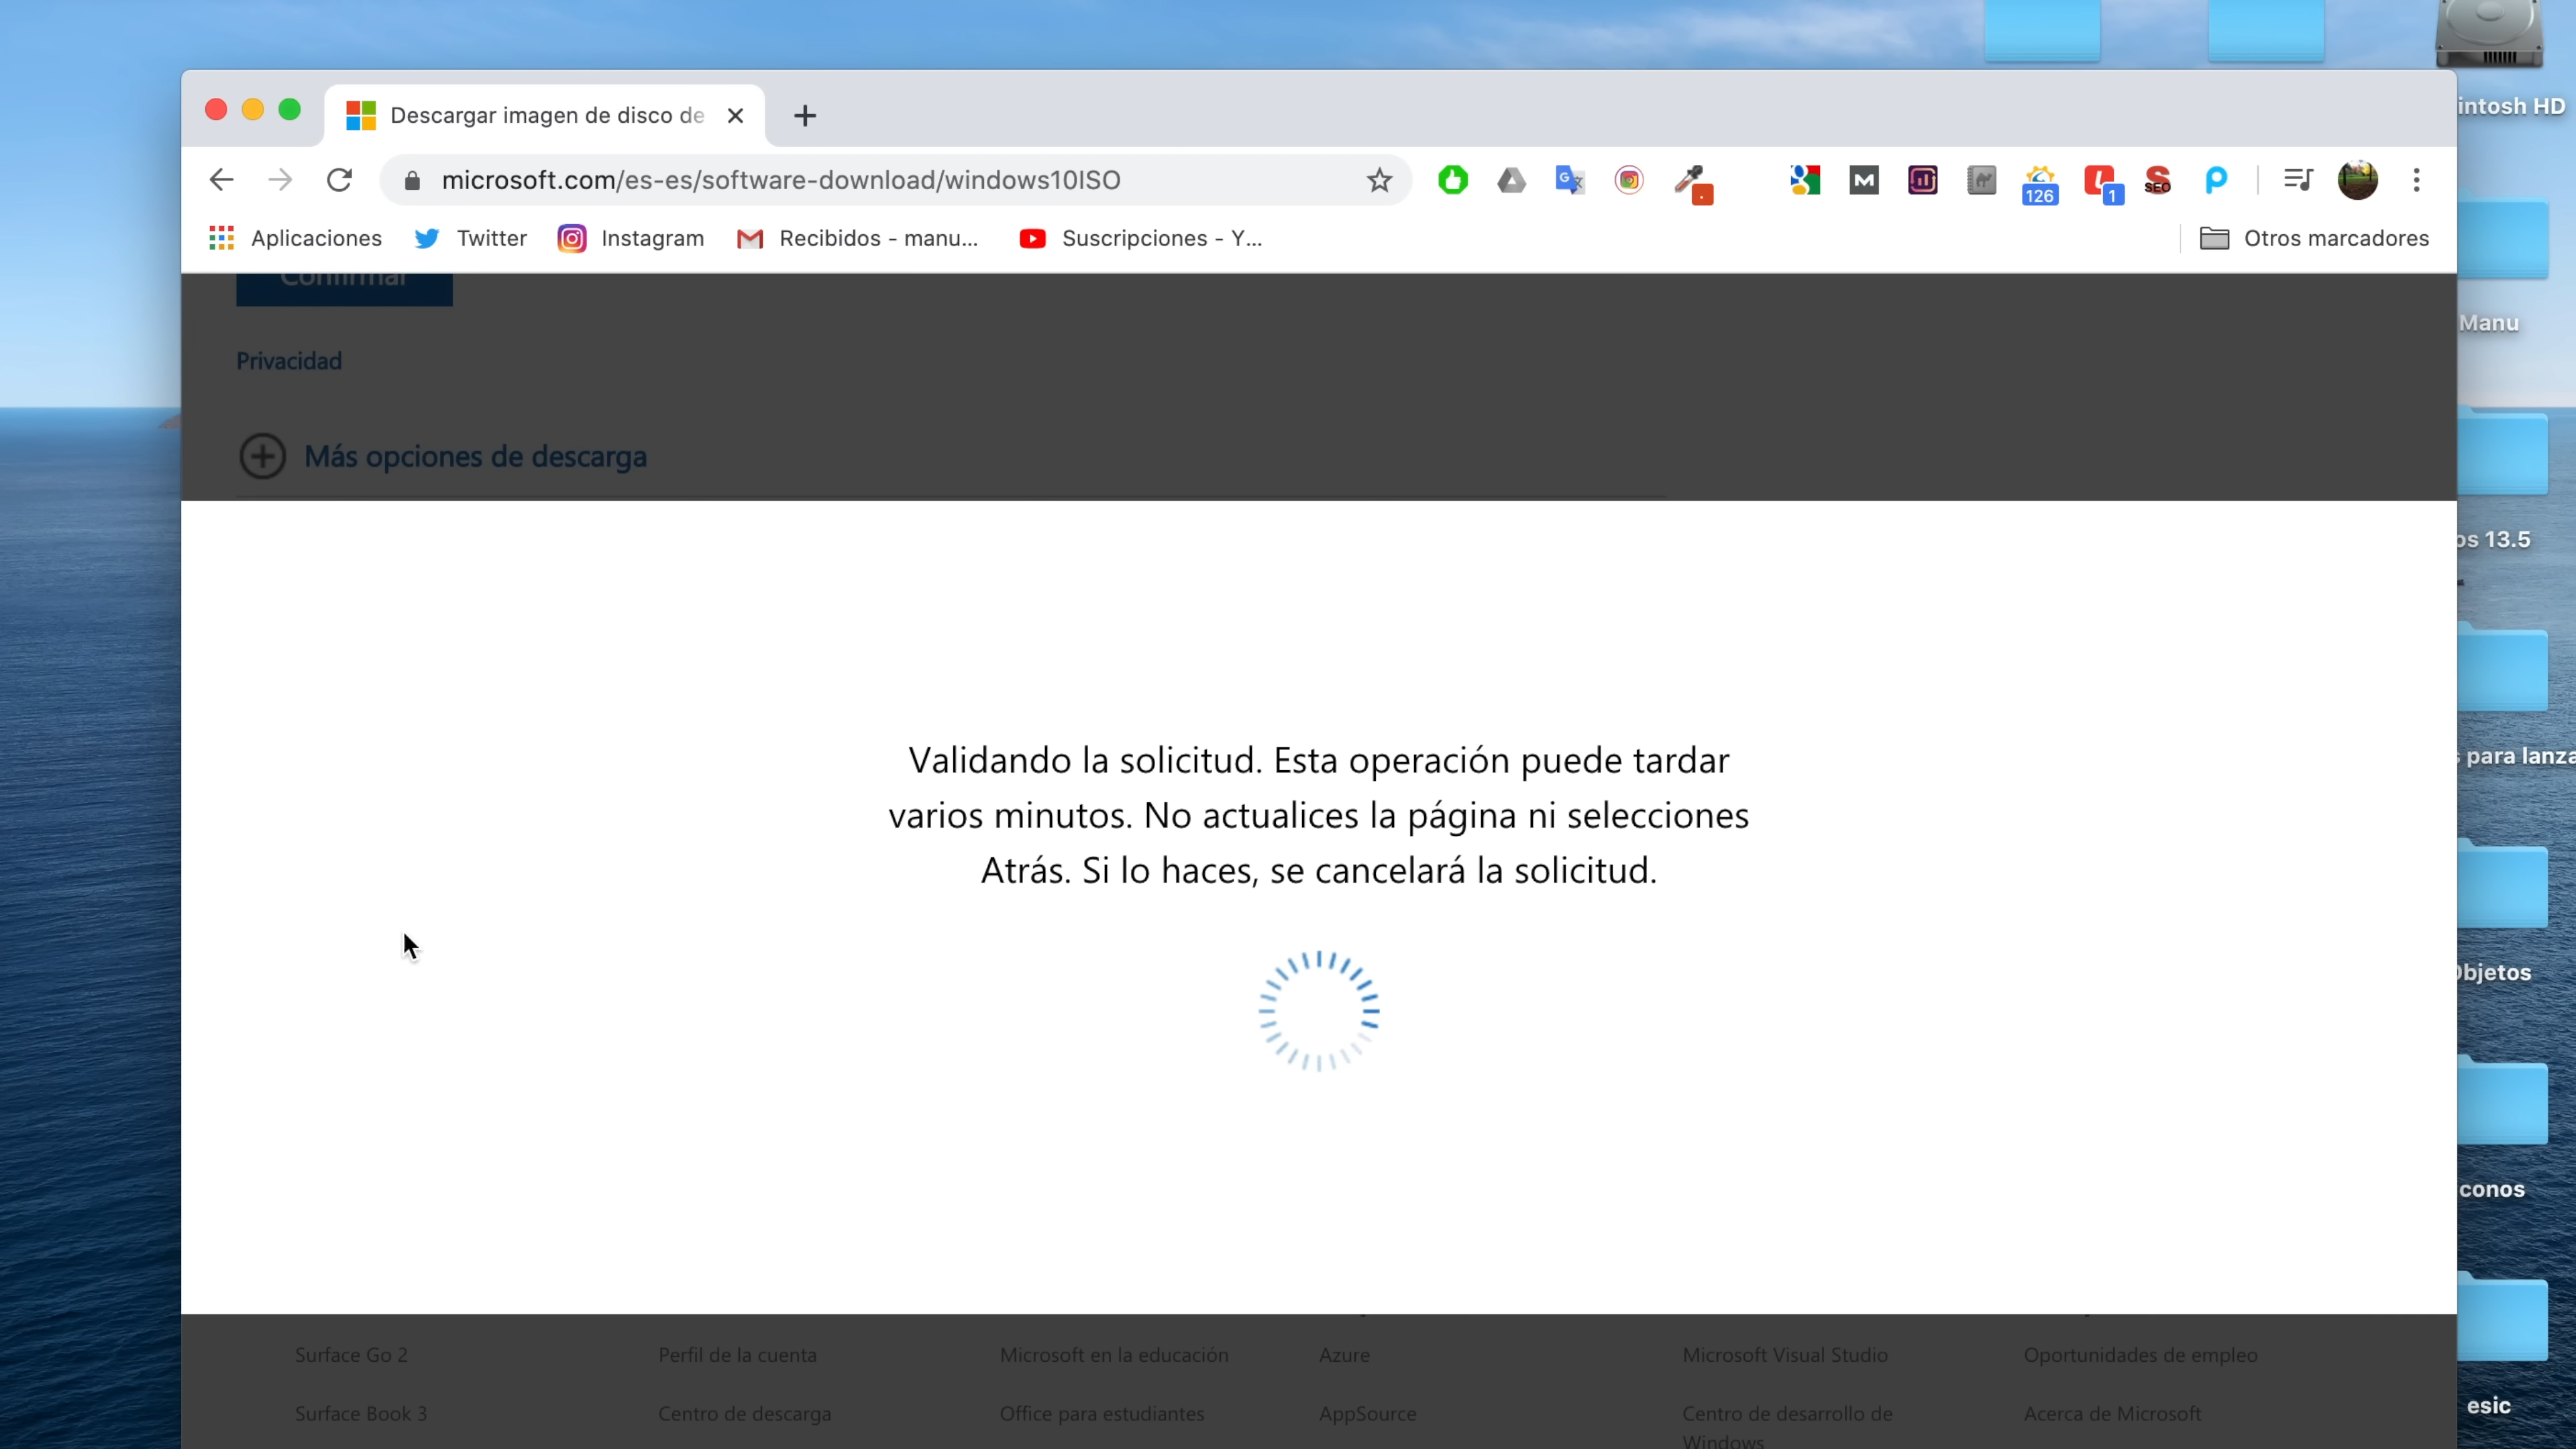 Descargar imagen de disco de
microsoft.com/es-es/software-download/windows10ISO
126
1
SEO
Aplicaciones
Twitter
Instagram
Recibidos - manu...
Suscripciones - Y...
Otros marcadores
Confirmar
Privacidad
Más opciones de descarga
Validando la solicitud. Esta operación puede tardar
varios minutos. No actualices la página ni selecciones
Atrás. Si lo haces, se cancelará la solicitud.
Surface Go 2
Perfil de la cuenta
Microsoft en la educación
Azure
Microsoft Visual Studio
Oportunidades de empleo
Surface Book 3
Centro de descarga
Office para estudiantes
AppSource
Centro de desarrollo de
Windows
Acerca de Microsoft
intosh HD
Manu
os 13.5
s para lanza
Objetos
conos
esic